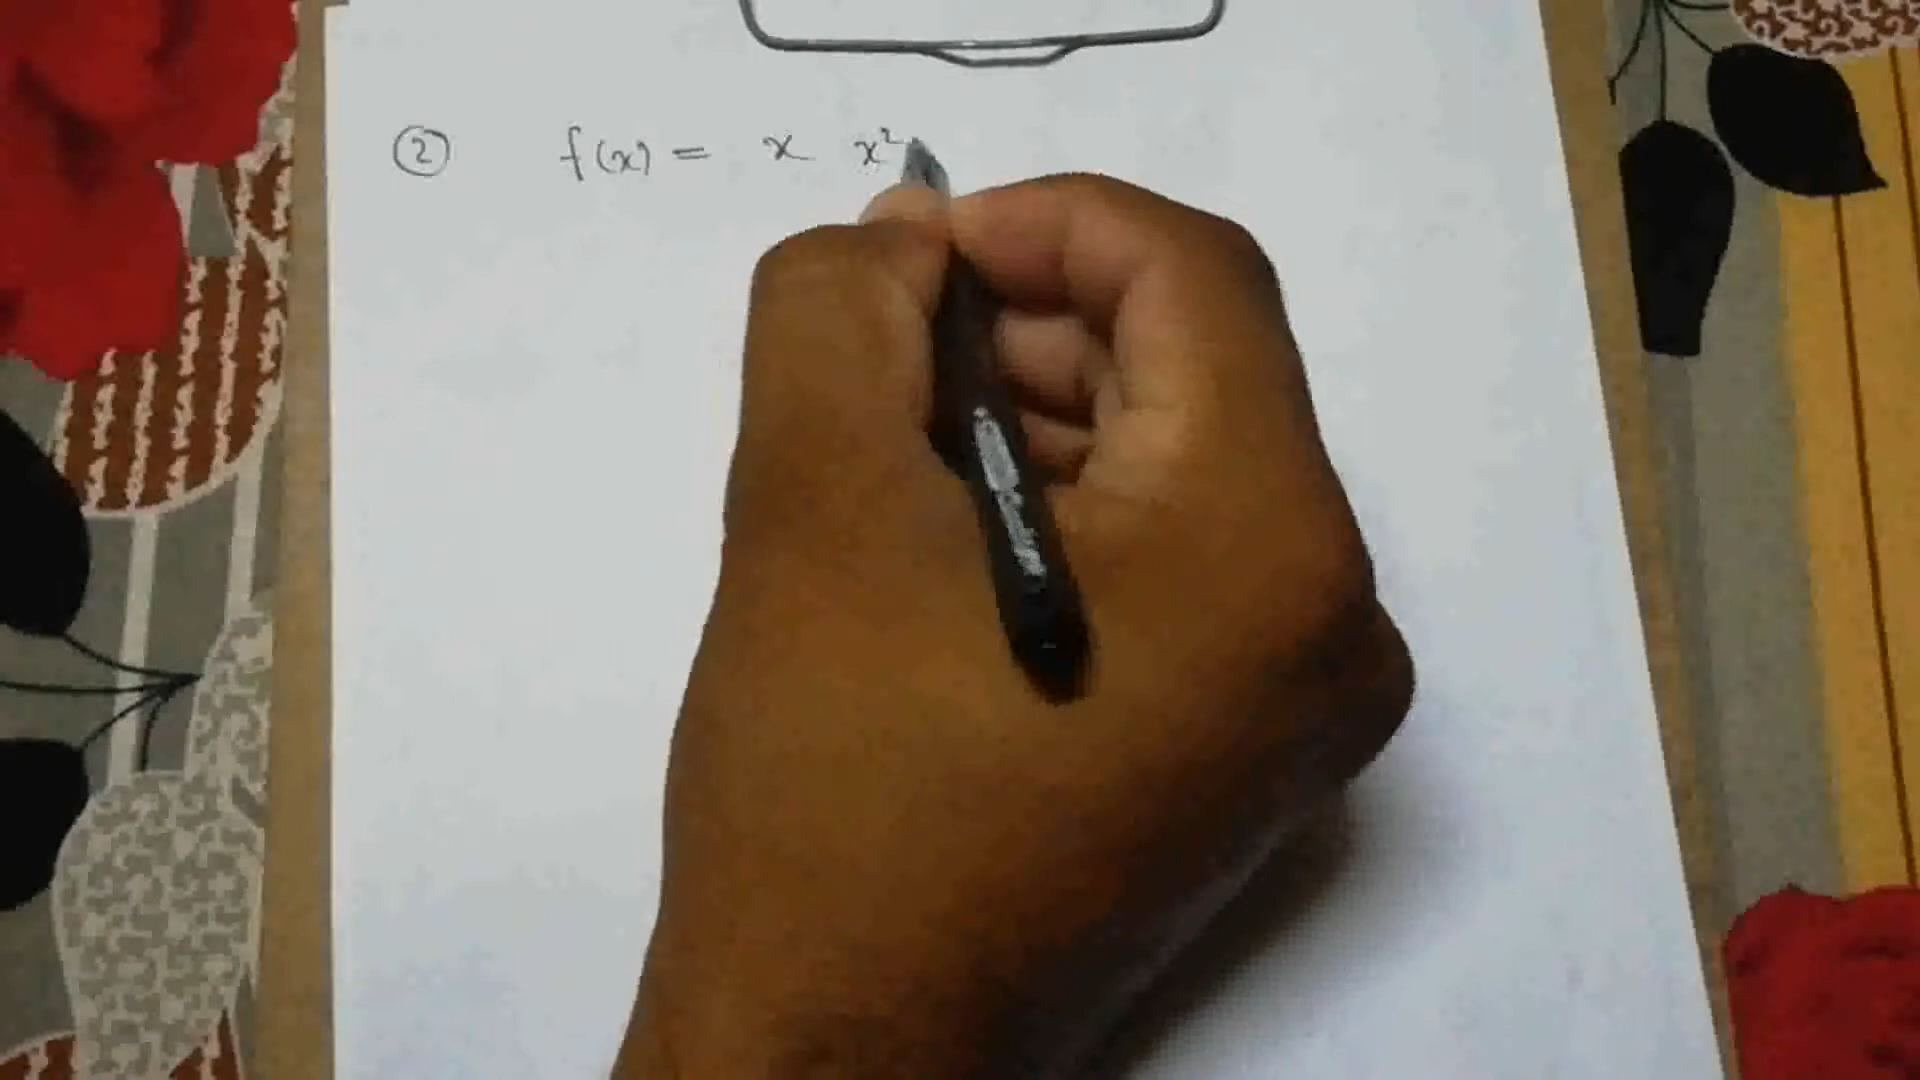 ② f(x) = x x²